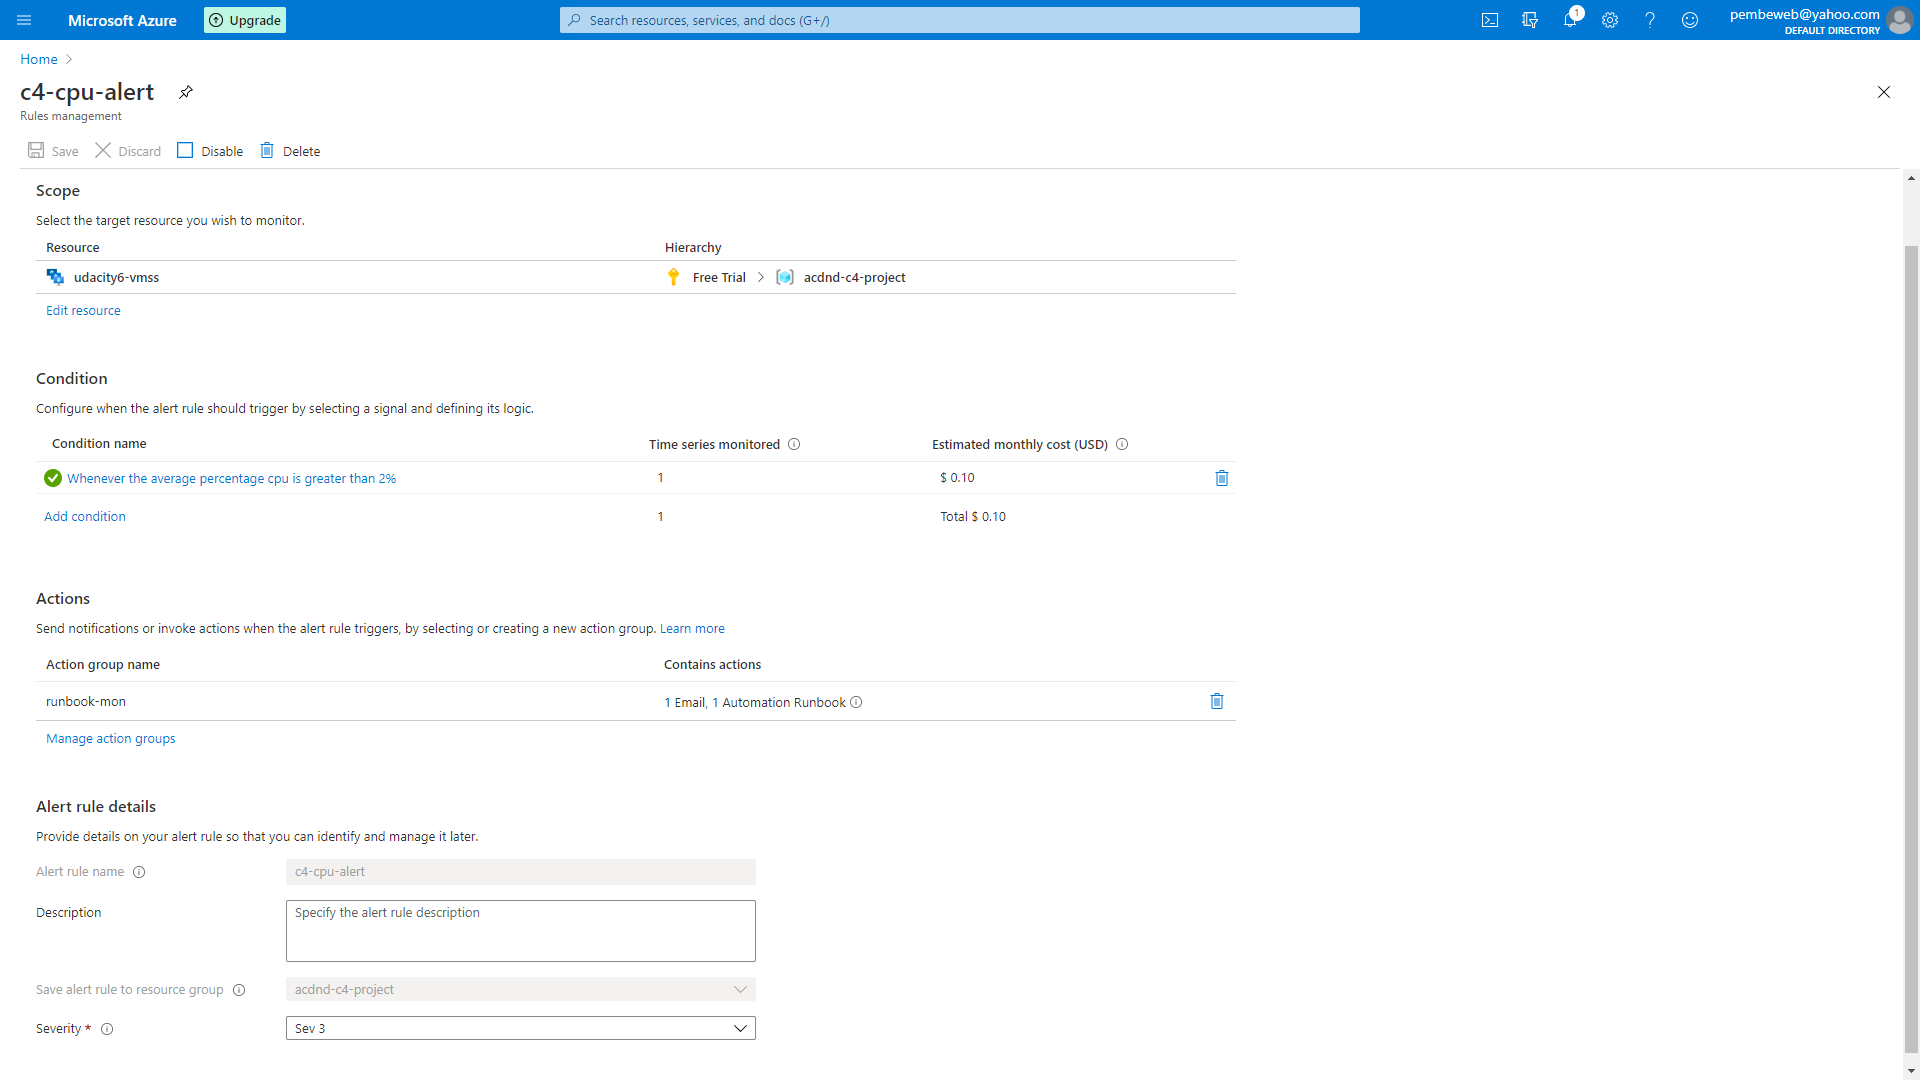 Microsoft Azure
Upgrade
Search resources, services, and docs (G+/)
1
pembeweb@yahoo.com
DEFAULT DIRECTORY
Home
c4-cpu-alert
Rules management
Save
Discard
Disable
Delete
Scope
Select the target resource you wish to monitor.
Resource Hierarchy
udacity6-vmss Free Trial > acdnd-c4-project
Edit resource
Condition
Configure when the alert rule should trigger by selecting a signal and defining its logic.
Condition name Time series monitored Estimated monthly cost (USD)
Whenever the average percentage cpu is greater than 2% 1 $ 0.10
Add condition 1 Total $ 0.10
Actions
Send notifications or invoke actions when the alert rule triggers, by selecting or creating a new action group. Learn more
Action group name Contains actions
runbook-mon 1 Email, 1 Automation Runbook
Manage action groups
Alert rule details
Provide details on your alert rule so that you can identify and manage it later.
Alert rule name c4-cpu-alert
Description Specify the alert rule description
Save alert rule to resource group acdnd-c4-project
Severity * Sev 3